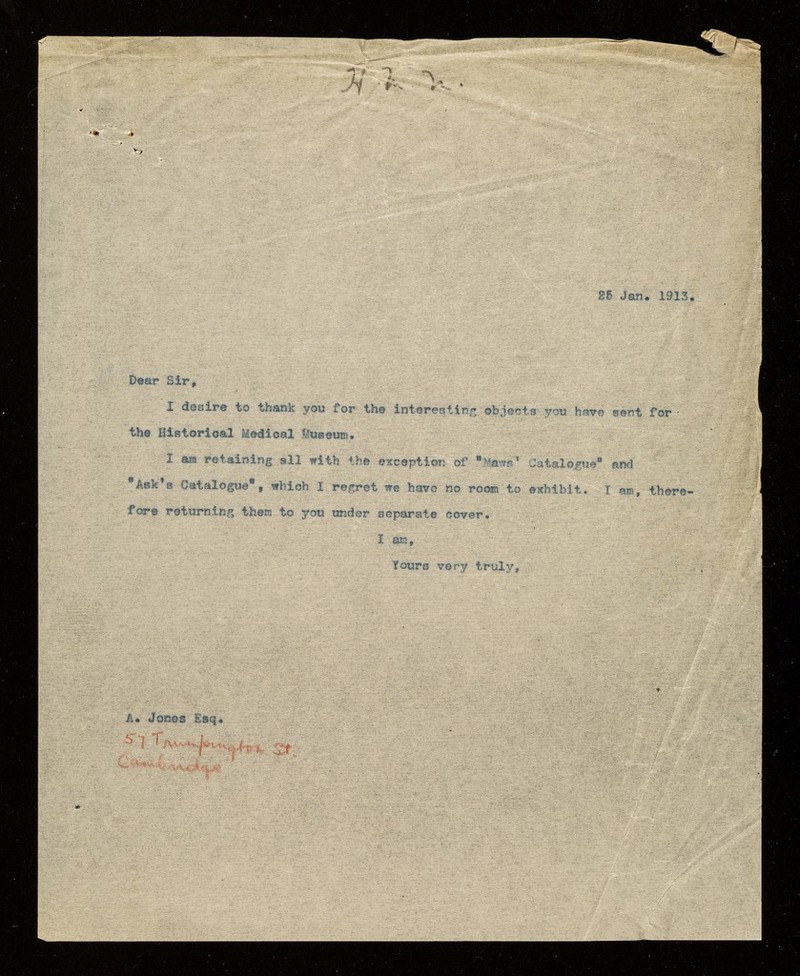 H. M. M.
25 Jan. 1913.
Dear Sir,
I desire to thank you for the interesting objects you have sent for
the Historical Medical Museum.
I am retaining all with the exception of "Maws' Catalogue" and
"Ask's Catalogue", which I regret we have no room to exhibit. I am, there-
fore returning them to you under separate cover.
I am,
Yours very truly,
A. Jones Esq.
57 Trumpington St.
Cambridge